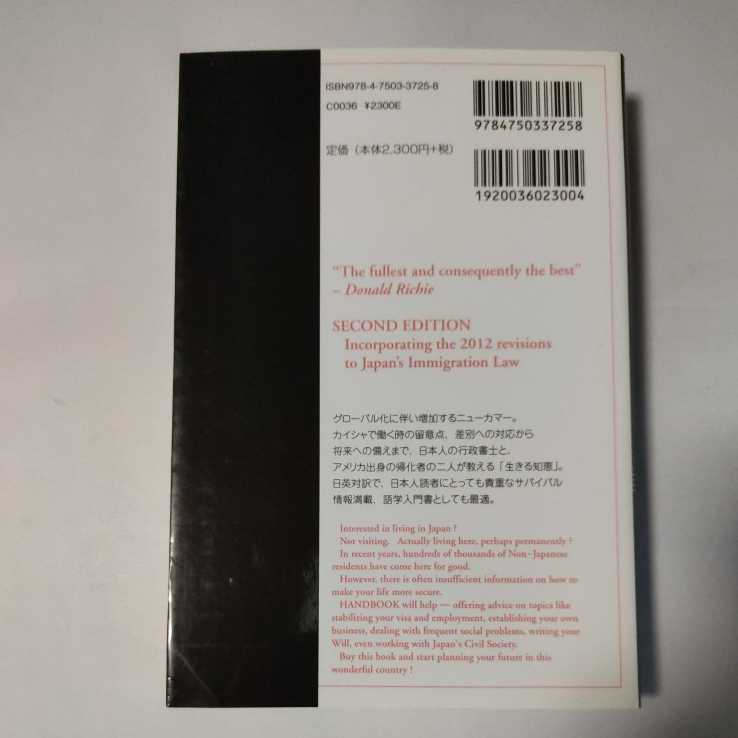 ISBN978-4-7503-3725-8
C0036 ¥2300E
9784750337258
定価（本体2,300円+税）
1920036023004
“The fullest and consequently the best”
– Donald Richie
SECOND EDITION
Incorporating the 2012 revisions
to Japan’s Immigration Law
グローバル化に伴い増加するニューカマー。
カイシャで働く時の留意点、差別への対応から
将来への備えまで、日本人の行政書士と、
アメリカ出身の帰化者の二人が教える「生きる知恵」。
日英対訳で、日本人読者にとっても貴重なサバイバル
情報満載、語学入門書としても最適。
Interested in living in Japan ?
Not visiting. Actually living here, perhaps permanently ?
In recent years, hundreds of thousands of Non–Japanese
residents have come here for good.
However, there is often insufficient information on how to
make your life more secure.
HANDBOOK will help — offering advice on topics like
stabilizing your visa and employment, establishing your own
business, dealing with frequent social problems, writing your
Will, even working with Japan’s Civil Society.
Buy this book and start planning your future in this
wonderful country !